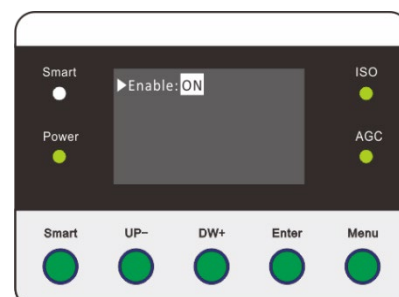 Smart
ISO
▶Enable:ON
Power
AGC
Smart UP− DW+ Enter Menu